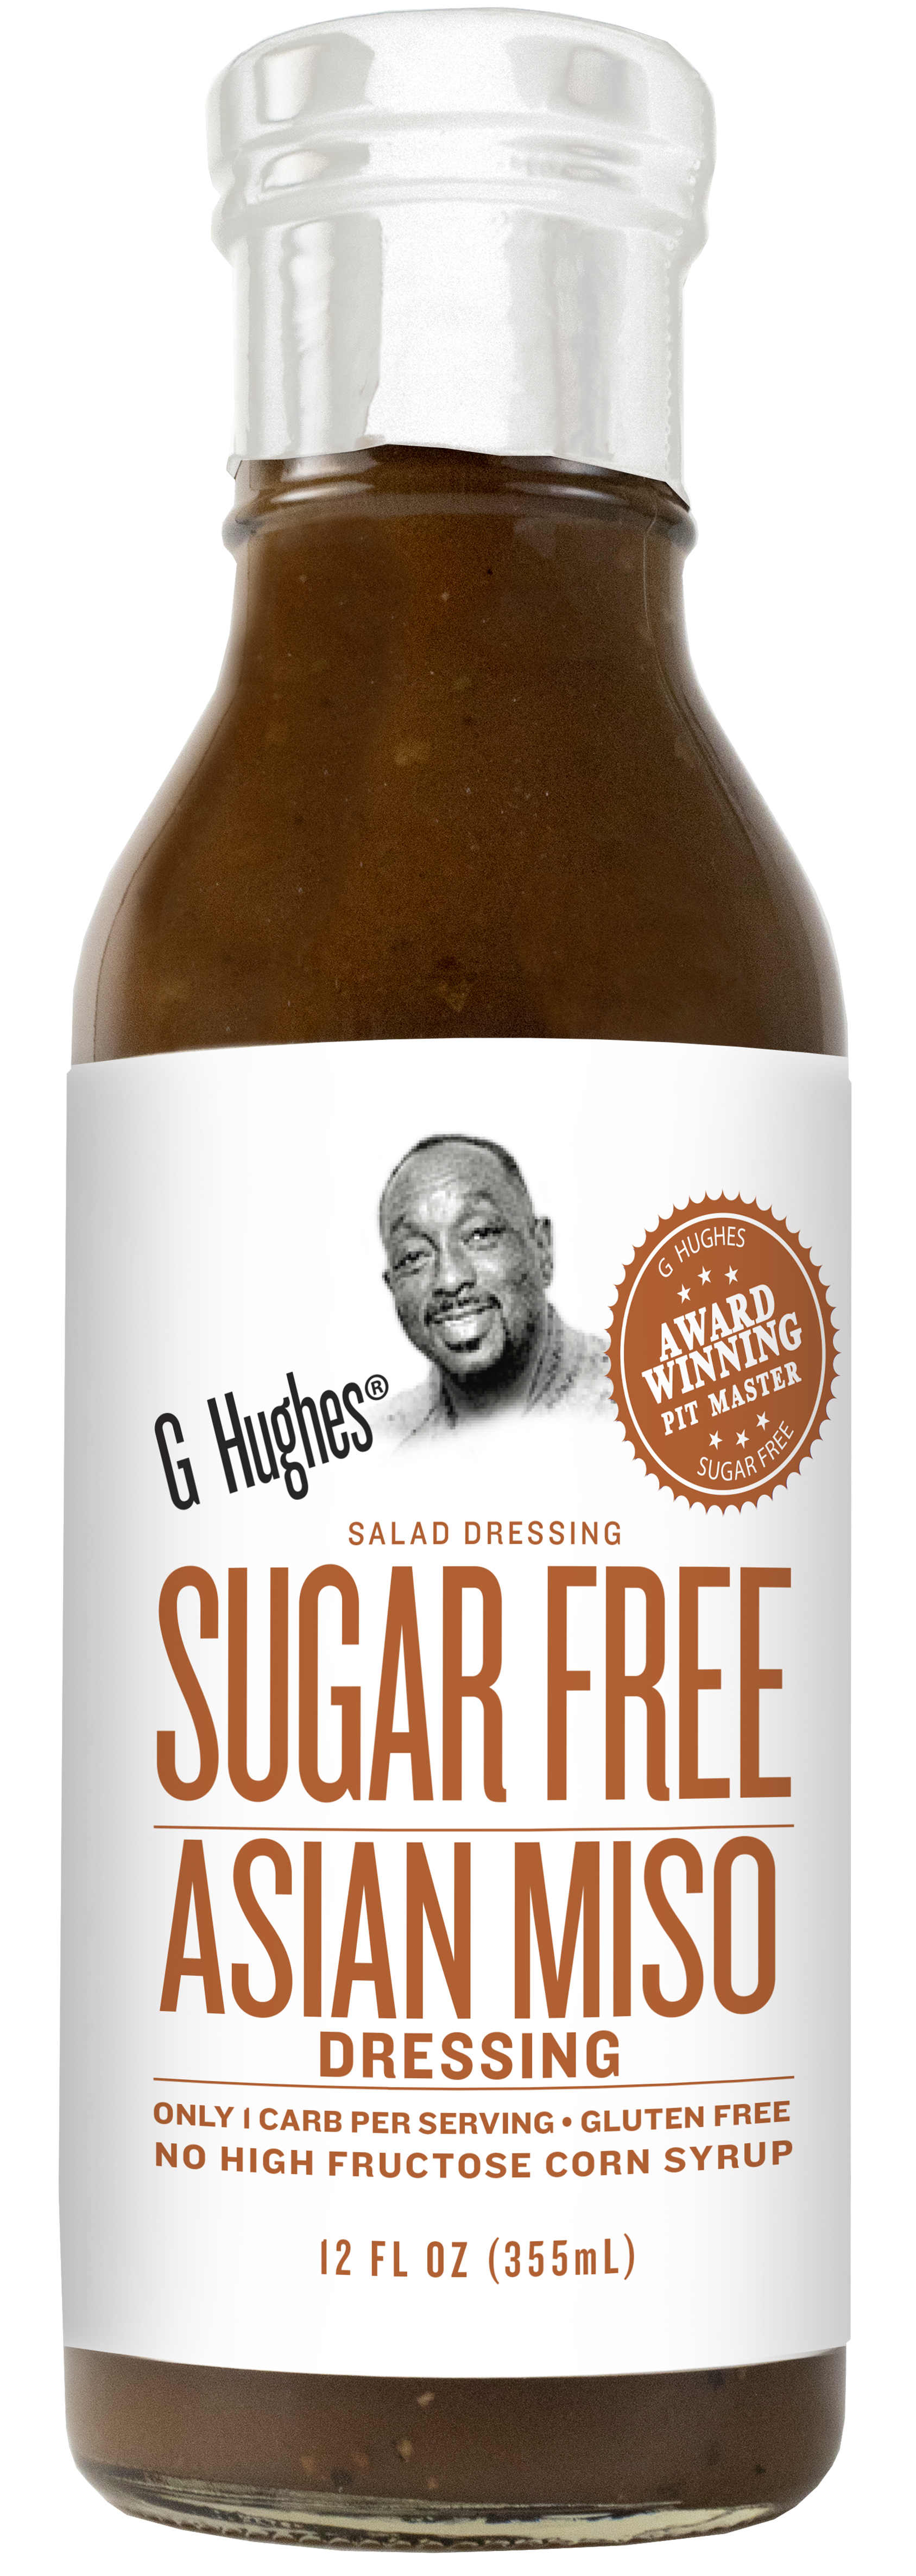 G Hughes®
G HUGHES
AWARD
WINNING
PIT MASTER
SUGAR FREE
SALAD DRESSING
SUGAR FREE
ASIAN MISO
DRESSING
ONLY 1 CARB PER SERVING • GLUTEN FREE
NO HIGH FRUCTOSE CORN SYRUP
12 FL OZ (355mL)